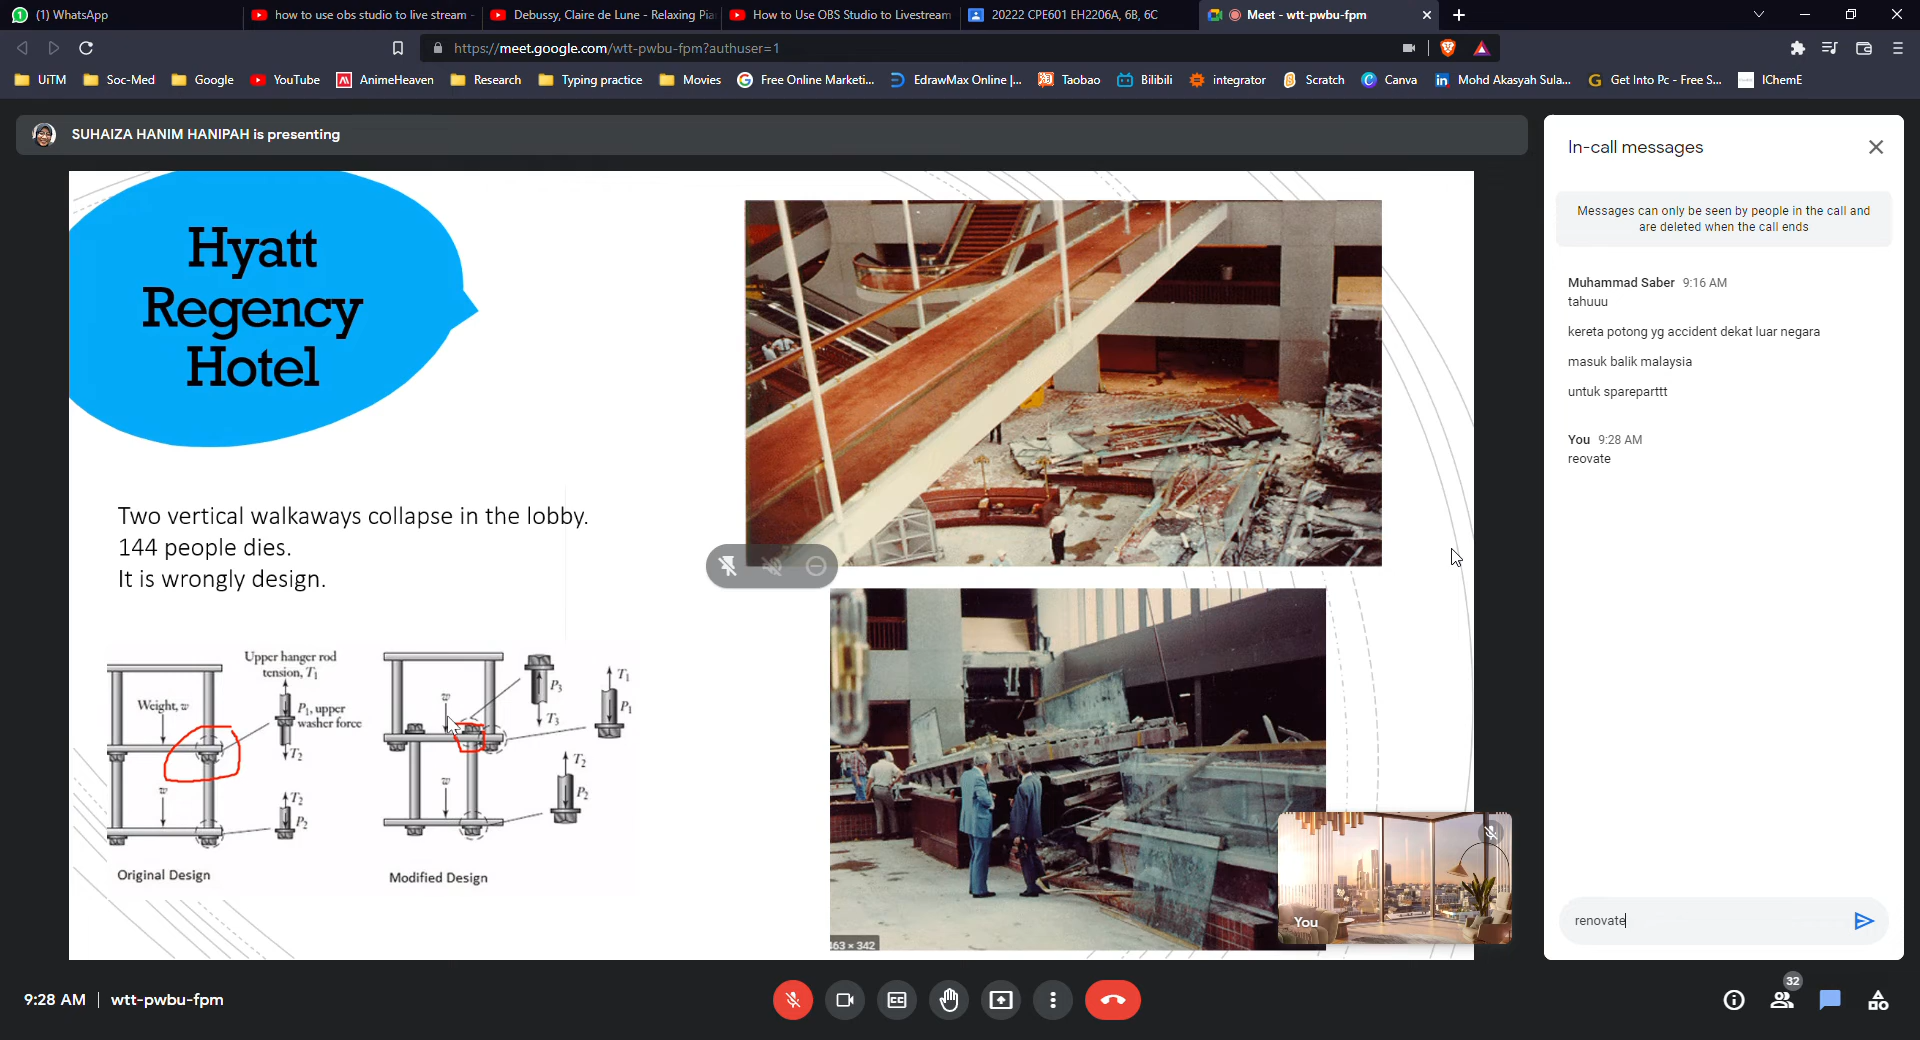 (1) WhatsApp
how to use obs studio to live stream -
Debussy, Claire de Lune - Relaxing Pia
How to Use OBS Studio to Livestream
20222 CPE601 EH2206A, 6B, 6C
Meet - wtt-pwbu-fpm
https://meet.google.com/wtt-pwbu-fpm?authuser=1
UiTM
Soc-Med
Google
YouTube
AnimeHeaven
Research
Typing practice
Movies
Free Online Marketi...
EdrawMax Online |...
Taobao
Bilibili
integrator
Scratch
Canva
Mohd Akasyah Sula...
Get Into Pc - Free S...
IChemE
SUHAIZA HANIM HANIPAH is presenting
Hyatt
Regency
Hotel
Two vertical walkaways collapse in the lobby.
144 people dies.
It is wrongly design.
Upper hanger rod
tension, T1
Weight, w
P1, upper
washer force
T2
w
T2
P2
Original Design
w
P3
T3
T1
P1
w
T2
P2
Modified Design
463 × 342
You
In-call messages
Messages can only be seen by people in the call and
are deleted when the call ends
Muhammad Saber 9:16 AM
tahuuu
kereta potong yg accident dekat luar negara
masuk balik malaysia
untuk spareparttt
You 9:28 AM
reovate
renovate
9:28 AM | wtt-pwbu-fpm
CC
32